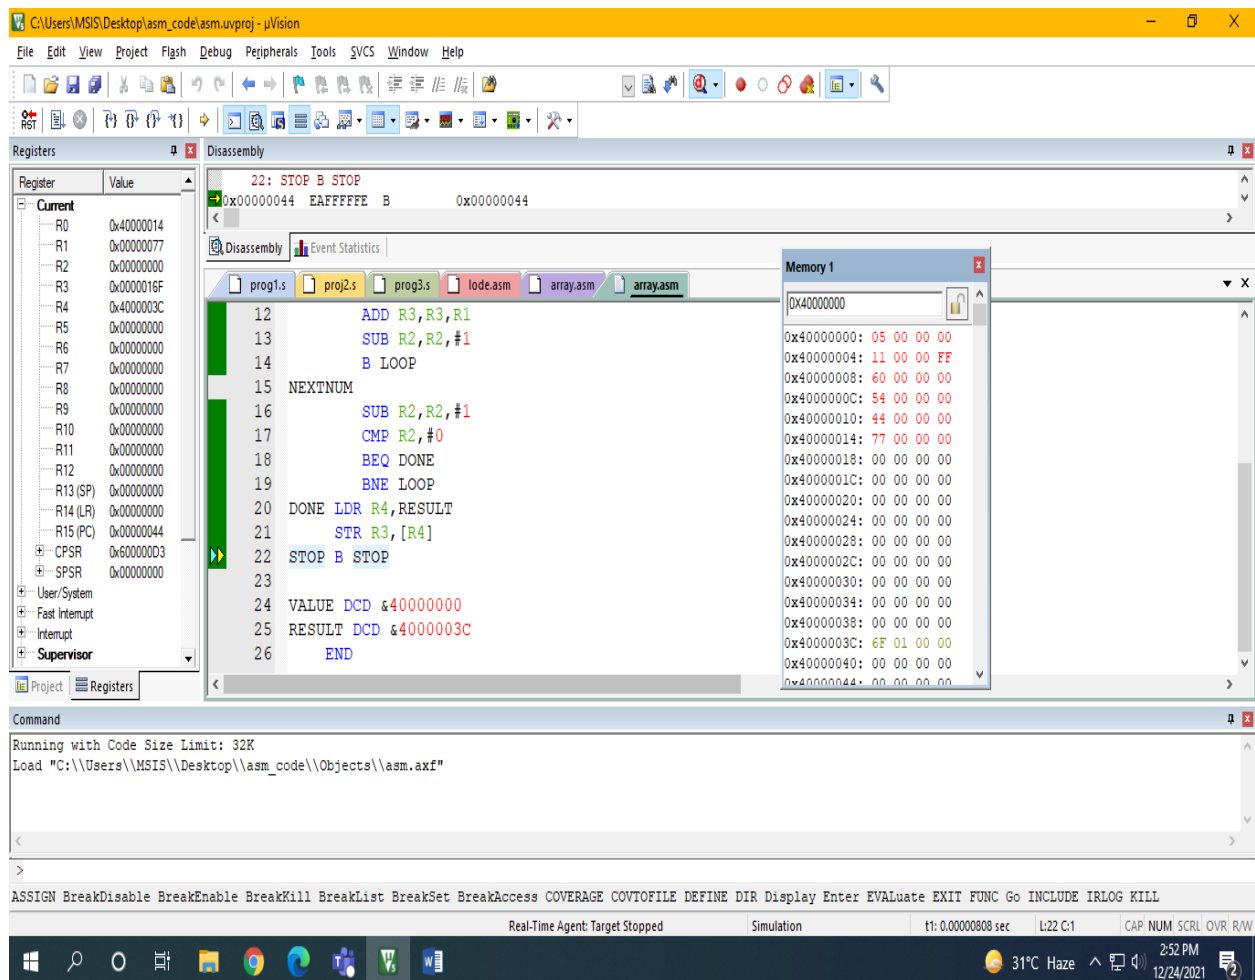 C:\Users\MSIS\Desktop\asm_code\asm.uvproj - µVision
File Edit View Project Flash Debug Peripherals Tools SVCS Window Help
RST
Registers
Disassembly
Register Value
Current
R0 0x40000014
R1 0x00000077
R2 0x00000000
R3 0x0000016F
R4 0x4000003C
R5 0x00000000
R6 0x00000000
R7 0x00000000
R8 0x00000000
R9 0x00000000
R10 0x00000000
R11 0x00000000
R12 0x00000000
R13 (SP) 0x00000000
R14 (LR) 0x00000000
R15 (PC) 0x00000044
CPSR 0x600000D3
SPSR 0x00000000
User/System
Fast Interrupt
Interrupt
Supervisor
Project Registers
22: STOP B STOP
0x00000044 EAFFFFFE B 0x00000044
Disassembly Event Statistics
prog1.s proj2.s prog3.s lode.asm array.asm array.asm
12 ADD R3,R3,R1
13 SUB R2,R2,#1
14 B LOOP
15 NEXTNUM
16 SUB R2,R2,#1
17 CMP R2,#0
18 BEQ DONE
19 BNE LOOP
20 DONE LDR R4,RESULT
21 STR R3,[R4]
22 STOP B STOP
23
24 VALUE DCD &40000000
25 RESULT DCD &4000003C
26 END
Memory 1
0X40000000
0x40000000: 05 00 00 00
0x40000004: 11 00 00 FF
0x40000008: 60 00 00 00
0x4000000C: 54 00 00 00
0x40000010: 44 00 00 00
0x40000014: 77 00 00 00
0x40000018: 00 00 00 00
0x4000001C: 00 00 00 00
0x40000020: 00 00 00 00
0x40000024: 00 00 00 00
0x40000028: 00 00 00 00
0x4000002C: 00 00 00 00
0x40000030: 00 00 00 00
0x40000034: 00 00 00 00
0x40000038: 00 00 00 00
0x4000003C: 6F 01 00 00
0x40000040: 00 00 00 00
0x40000044: 00 00 00 00
Command
Running with Code Size Limit: 32K
Load "C:\\Users\\MSIS\\Desktop\\asm_code\\Objects\\asm.axf"
>
ASSIGN BreakDisable BreakEnable BreakKill BreakList BreakSet BreakAccess COVERAGE COVTOFILE DEFINE DIR Display Enter EVALuate EXIT FUNC Go INCLUDE IRLOG KILL
Real-Time Agent: Target Stopped Simulation t1: 0.00000808 sec L:22 C:1 CAP NUM SCRL OVR R/W
31°C Haze 2:52 PM
12/24/2021
2